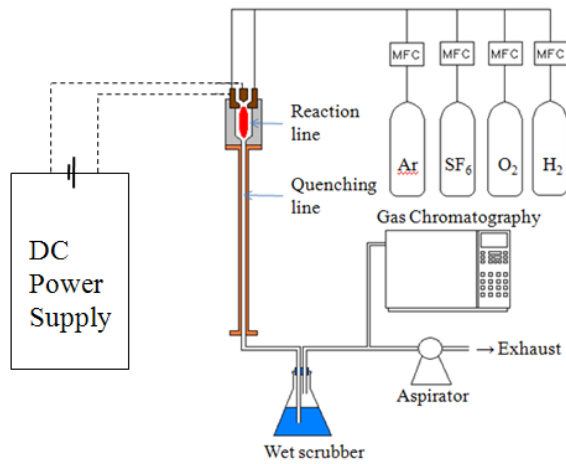 MFC MFC MFC MFC
Reaction
line
Ar SF₆ O₂ H₂
Quenching
line
Gas Chromatography
DC
Power
Supply
→ Exhaust
Aspirator
Wet scrubber